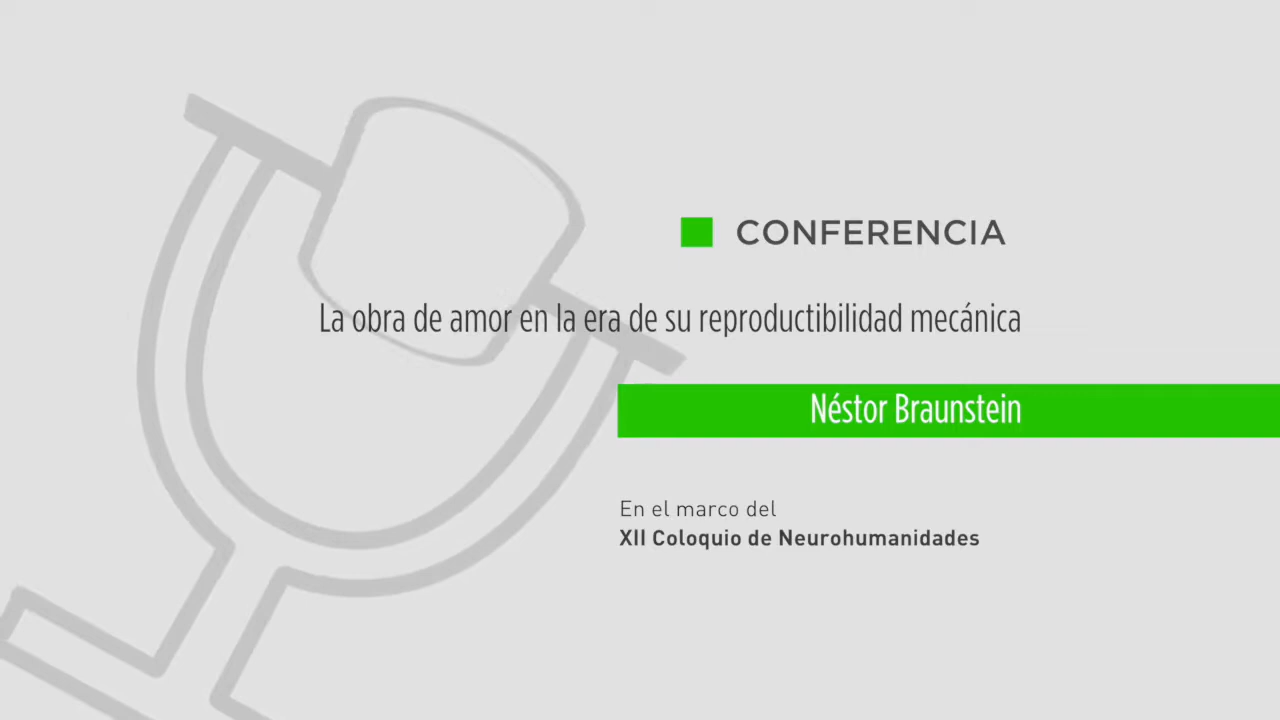 CONFERENCIA
La obra de amor en la era de su reproductibilidad mecánica
Néstor Braunstein
En el marco del
XII Coloquio de Neurohumanidades